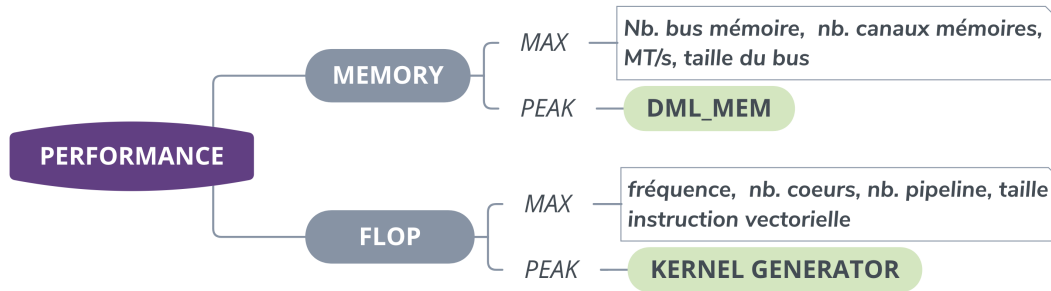 PERFORMANCE
MEMORY
MAX
Nb. bus mémoire, nb. canaux mémoires,
MT/s, taille du bus
PEAK
DML_MEM
FLOP
MAX
fréquence, nb. coeurs, nb. pipeline, taille
instruction vectorielle
PEAK
KERNEL GENERATOR